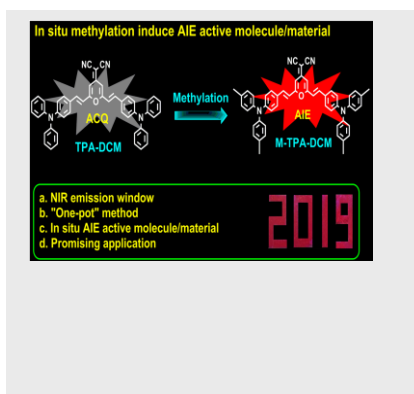 In situ methylation induce AIE active molecule/material
NC CN
O
N
N
ACQ
TPA-DCM
Methylation
NC CN
O
N
N
AIE
M-TPA-DCM
a. NIR emission window
b. "One-pot" method
c. In situ AIE active molecule/material
d. Promising application
2019